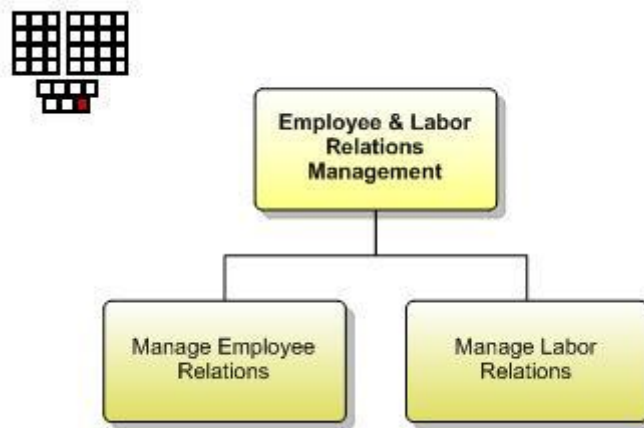 Employee & Labor
Relations
Management
Manage Employee
Relations
Manage Labor
Relations